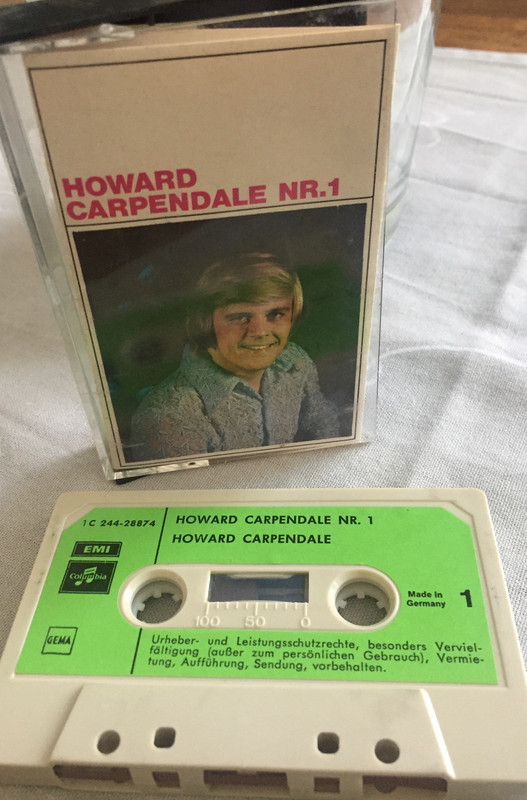 HOWARD
CARPENDALE NR.1
1C 244-28874
HOWARD CARPENDALE NR. 1
HOWARD CARPENDALE
EMI
Columbia
Made in
Germany
1
100 50 0
GEMA
Urheber- und Leistungsschutzrechte, besonders Verviel-
fältigung (außer zum persönlichen Gebrauch), Vermie-
tung, Aufführung, Sendung, vorbehalten.